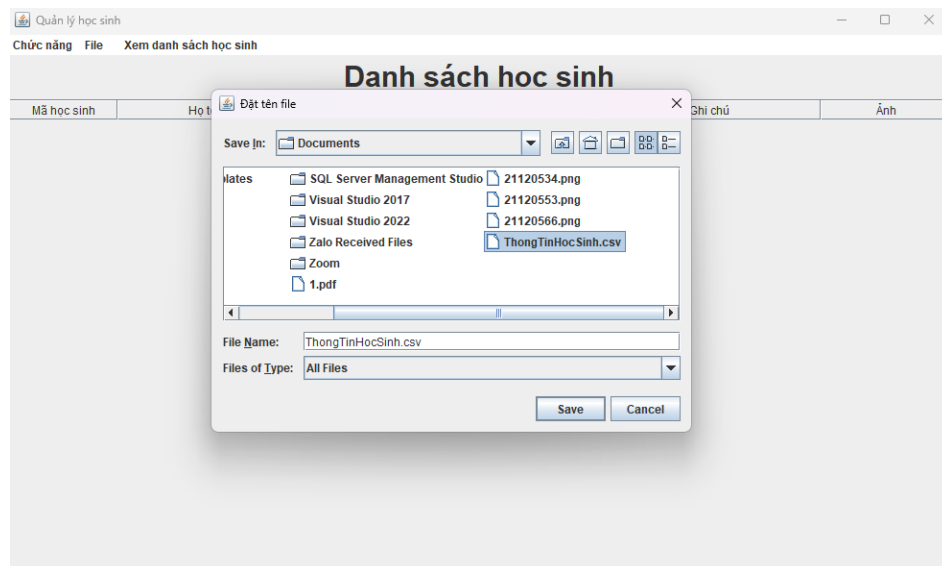 Quản lý học sinh
Chức năng File Xem danh sách học sinh
Danh sách học sinh
Mã học sinh Họ Ghi chú Ảnh
Đặt tên file
Save In: Documents
SQL Server Management Studio 21120534.png
Visual Studio 2017 21120553.png
Visual Studio 2022 21120566.png
Zalo Received Files ThongTinHocSinh.csv
Zoom
1.pdf
File Name: ThongTinHocSinh.csv
Files of Type: All Files
Save Cancel